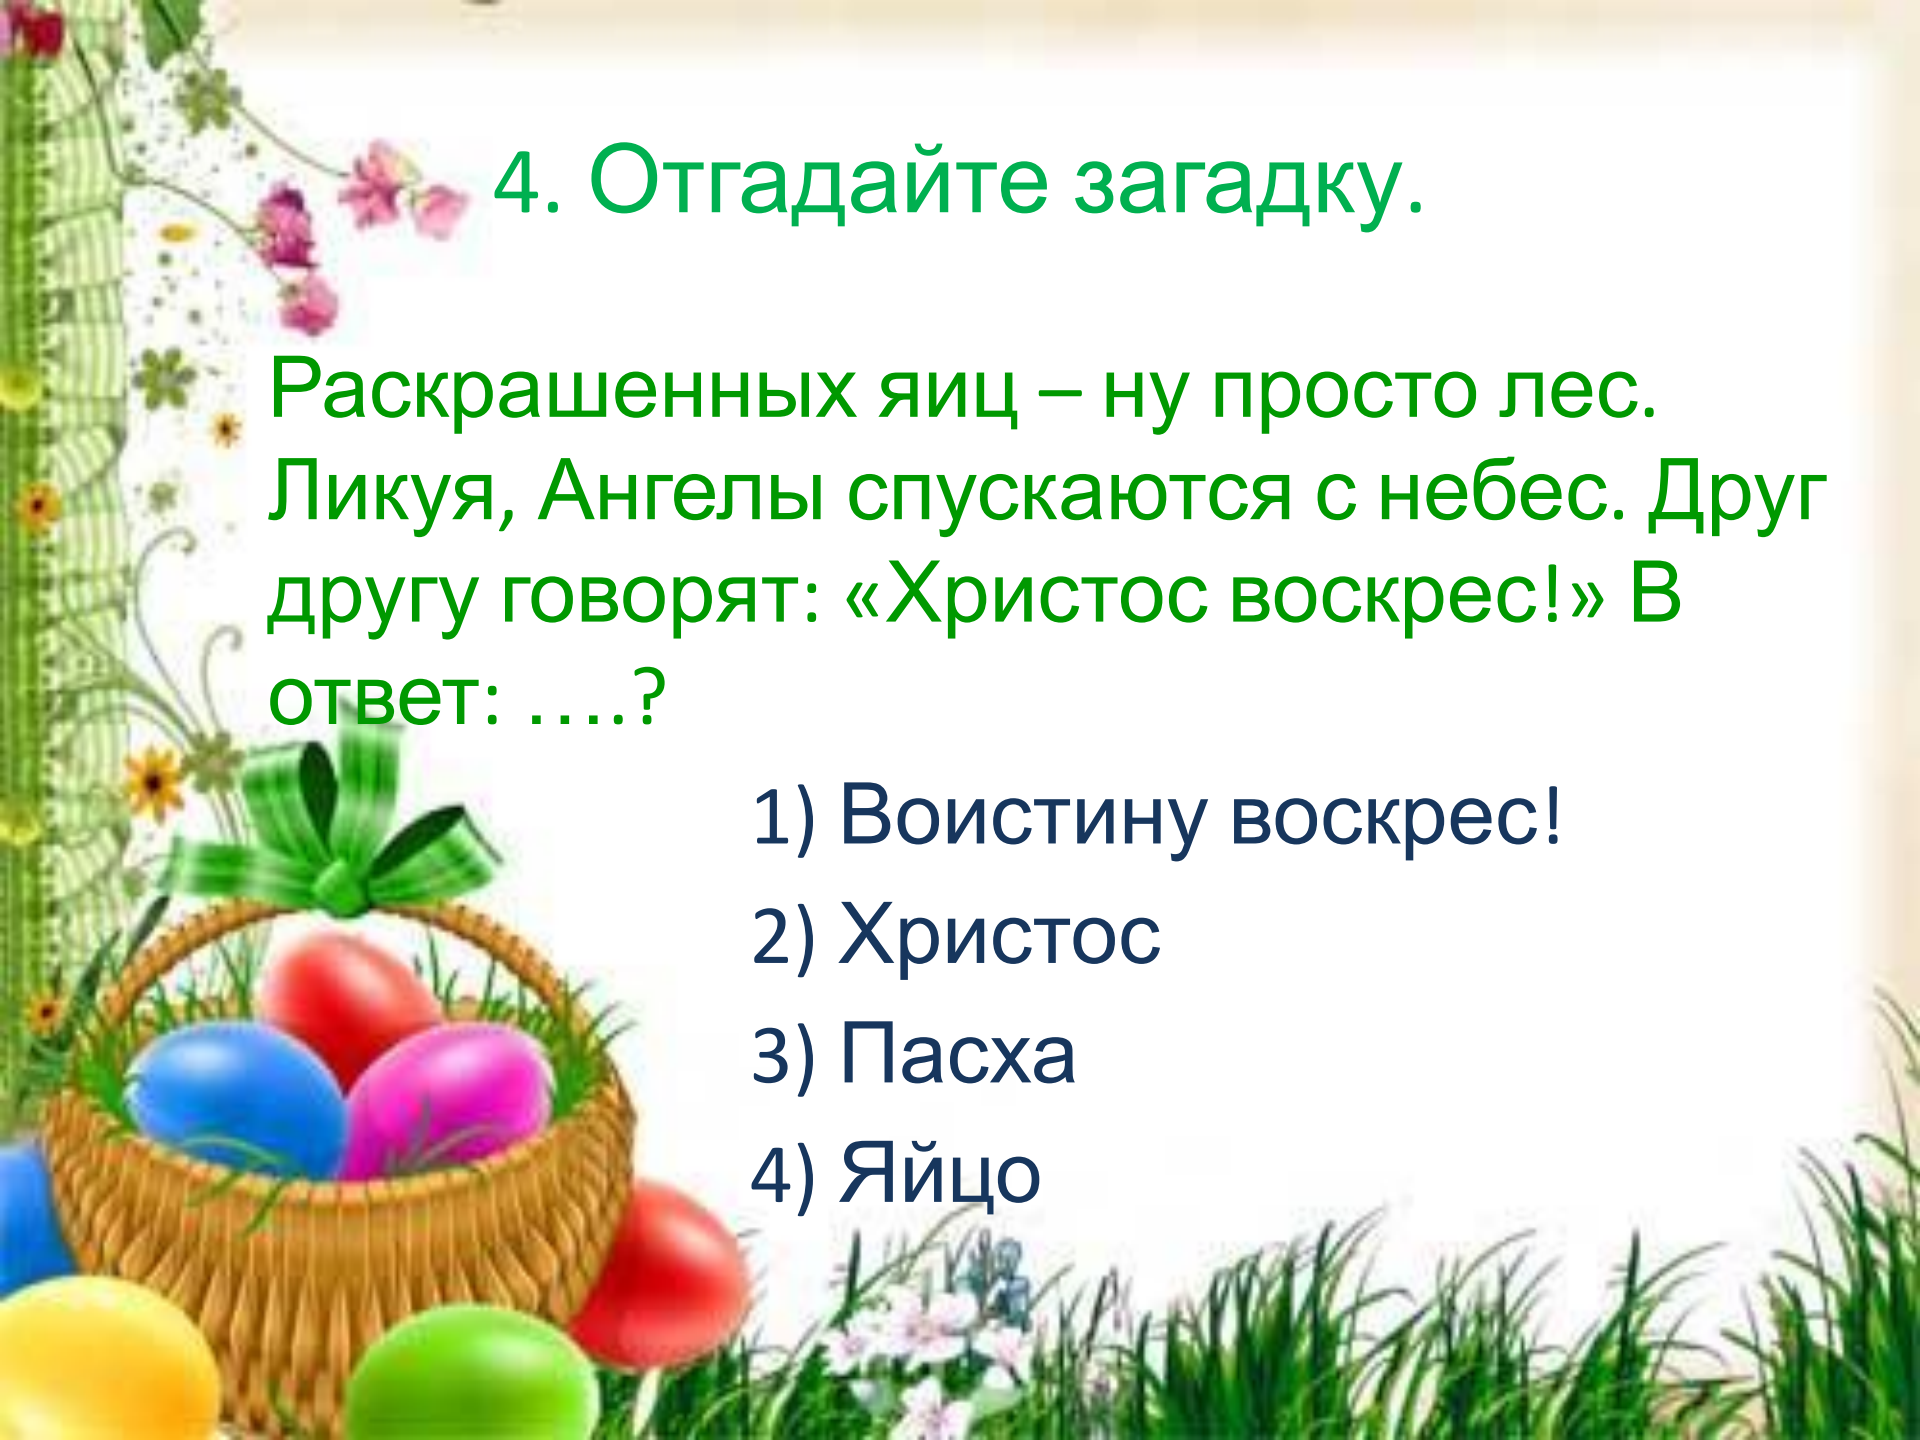 4. Отгадайте загадку.
Раскрашенных яиц – ну просто лес.
Ликуя, Ангелы спускаются с небес. Друг
другу говорят: «Христос воскрес!» В
ответ: ….?
1) Воистину воскрес!
2) Христос
3) Пасха
4) Яйцо